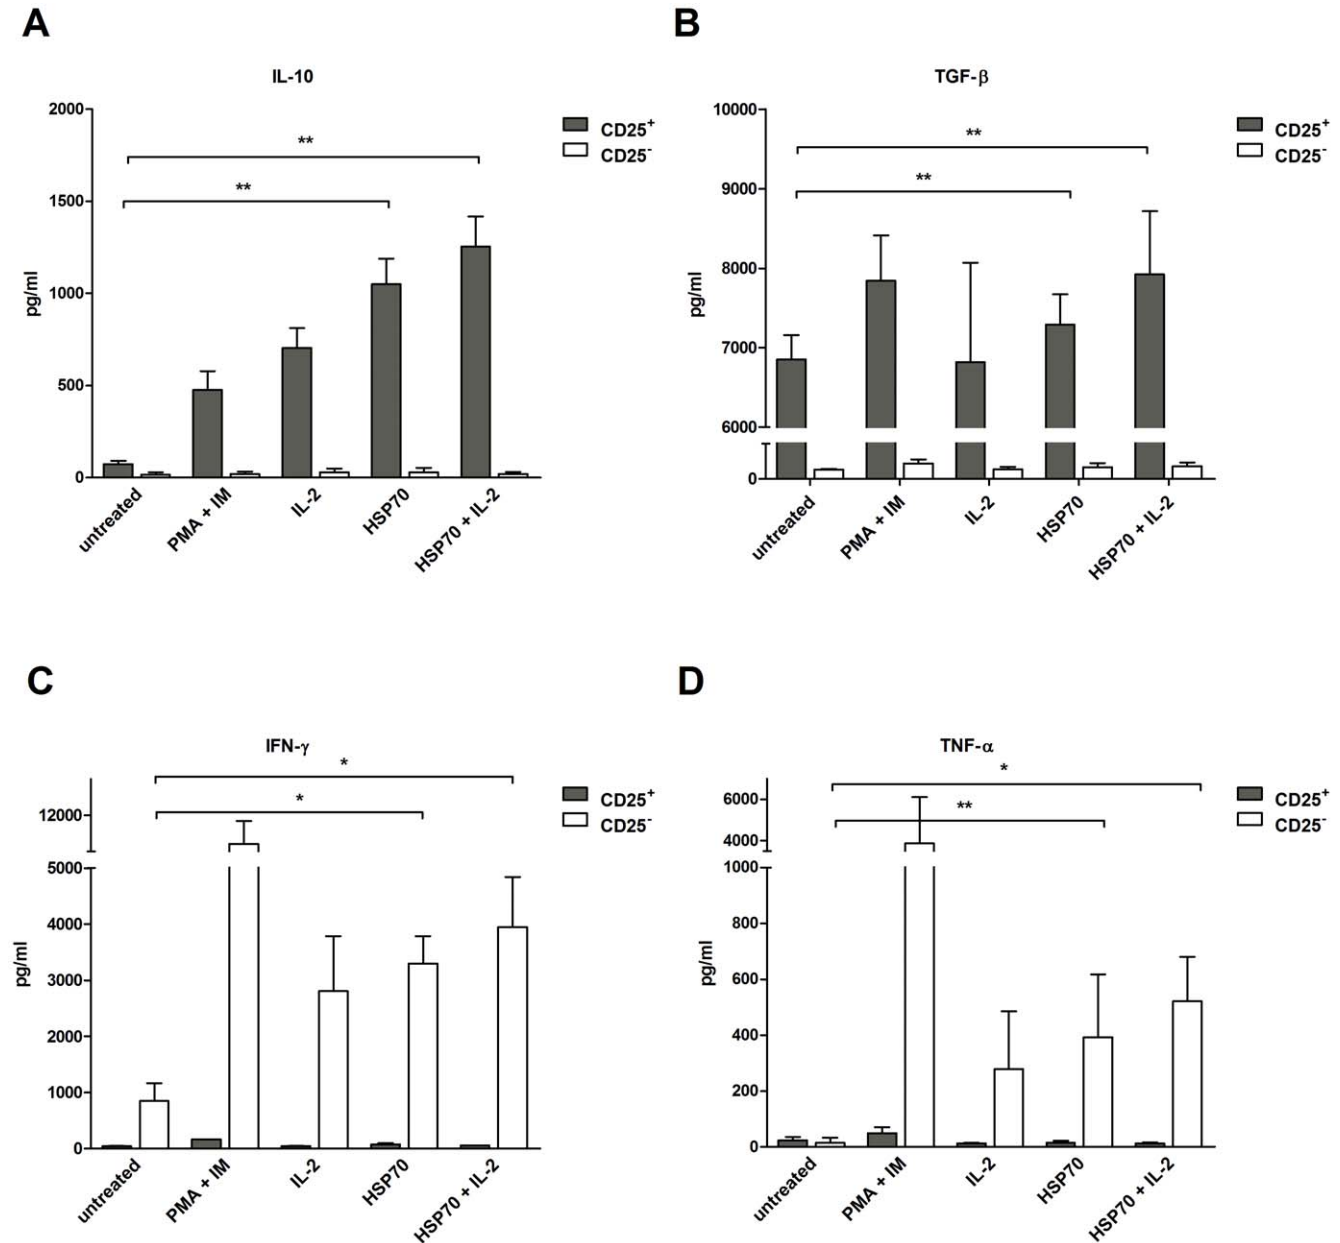 A
IL-10
2000
1500
1000
500
0
pg/ml
**
**
CD25+
CD25-
untreated
PMA + IM
IL-2
HSP70
HSP70 + IL-2
B
TGF-β
10000
9000
8000
7000
6000
0
pg/ml
**
**
CD25+
CD25-
untreated
PMA + IM
IL-2
HSP70
HSP70 + IL-2
C
IFN-γ
12000
5000
4000
3000
2000
1000
0
pg/ml
*
*
CD25+
CD25-
untreated
PMA + IM
IL-2
HSP70
HSP70 + IL-2
D
TNF-α
6000
4000
1000
800
600
400
200
0
pg/ml
*
**
CD25+
CD25-
untreated
PMA + IM
IL-2
HSP70
HSP70 + IL-2